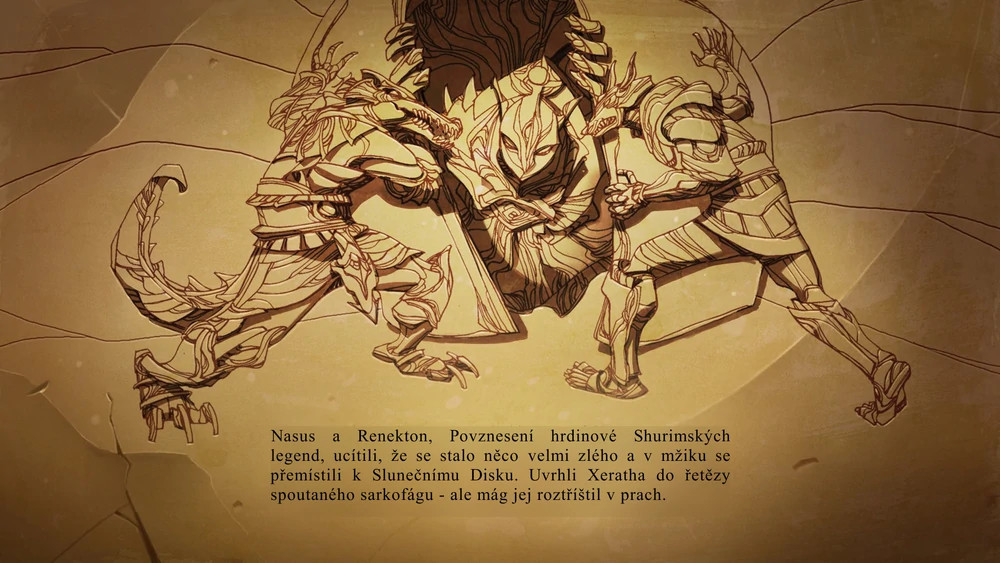 Nasus a Renekton, Povznesení hrdinové Shurimských
legend, ucítili, že se stalo něco velmi zlého a v mžiku se
přemístili k Slunečnímu Disku. Uvrhli Xeratha do řetězy
spoutaného sarkofágu - ale mág jej roztříštil v prach.